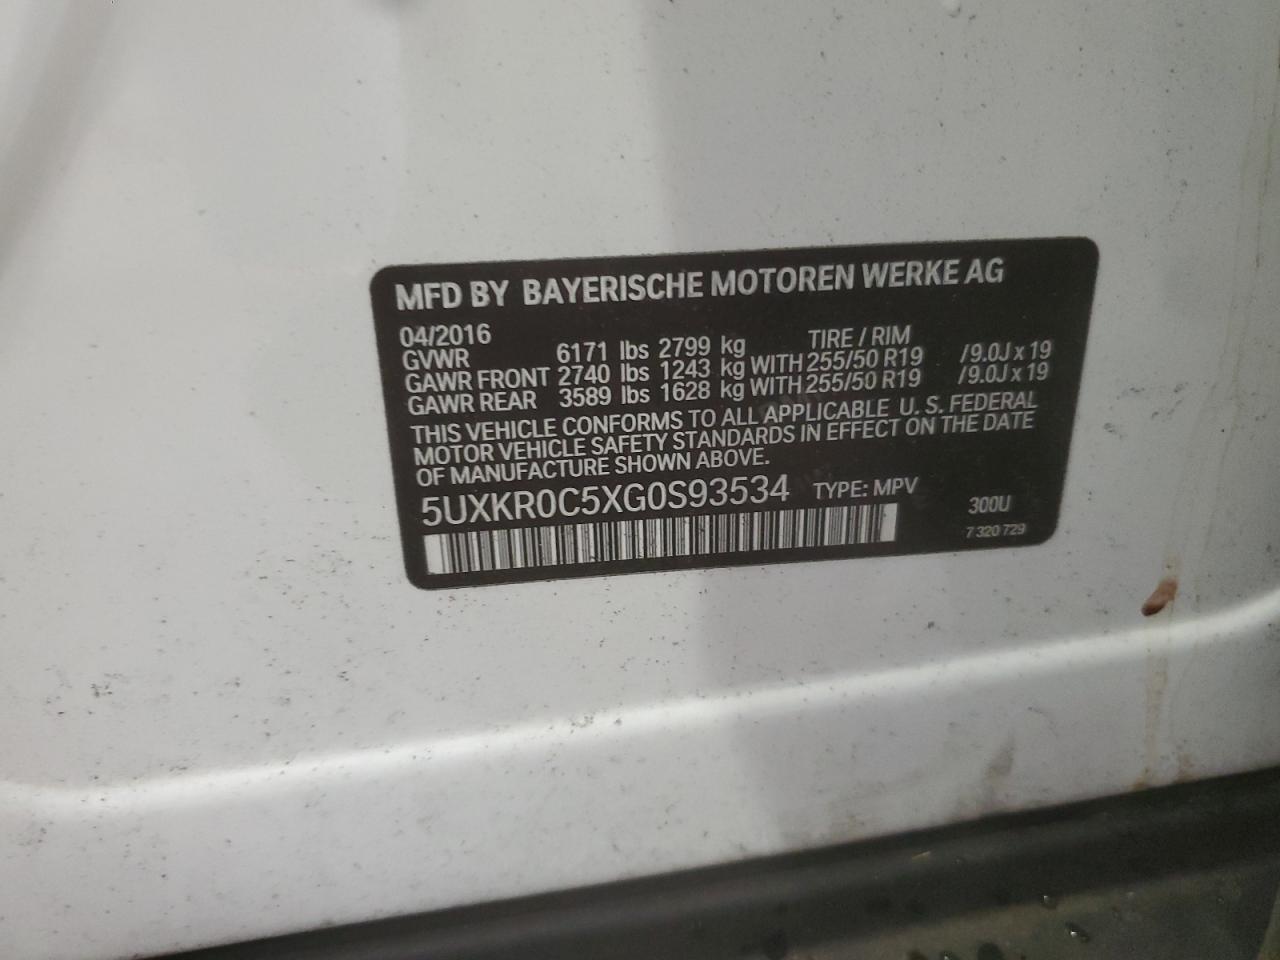 MFD BY BAYERISCHE MOTOREN WERKE AG
04/2016 TIRE / RIM
GVWR 6171 lbs 2799 kg
GAWR FRONT 2740 lbs 1243 kg WITH 255/50 R19 /9.0J x 19
GAWR REAR 3589 lbs 1628 kg WITH 255/50 R19 /9.0J x 19
THIS VEHICLE CONFORMS TO ALL APPLICABLE U. S. FEDERAL
MOTOR VEHICLE SAFETY STANDARDS IN EFFECT ON THE DATE
OF MANUFACTURE SHOWN ABOVE.
5UXKR0C5XG0S93534 TYPE: MPV
300U
7 320 729